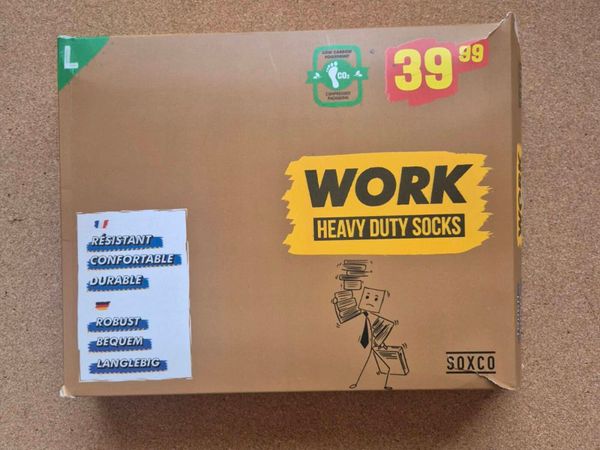 L
LOW CARBON
FOOTPRINT
CO₂
COMPRESSED
PACKAGING
39 99
WORK
HEAVY DUTY SOCKS
RÉSISTANT
CONFORTABLE
DURABLE
ROBUST
BEQUEM
LANGLEBIG
SOXCO
WORK